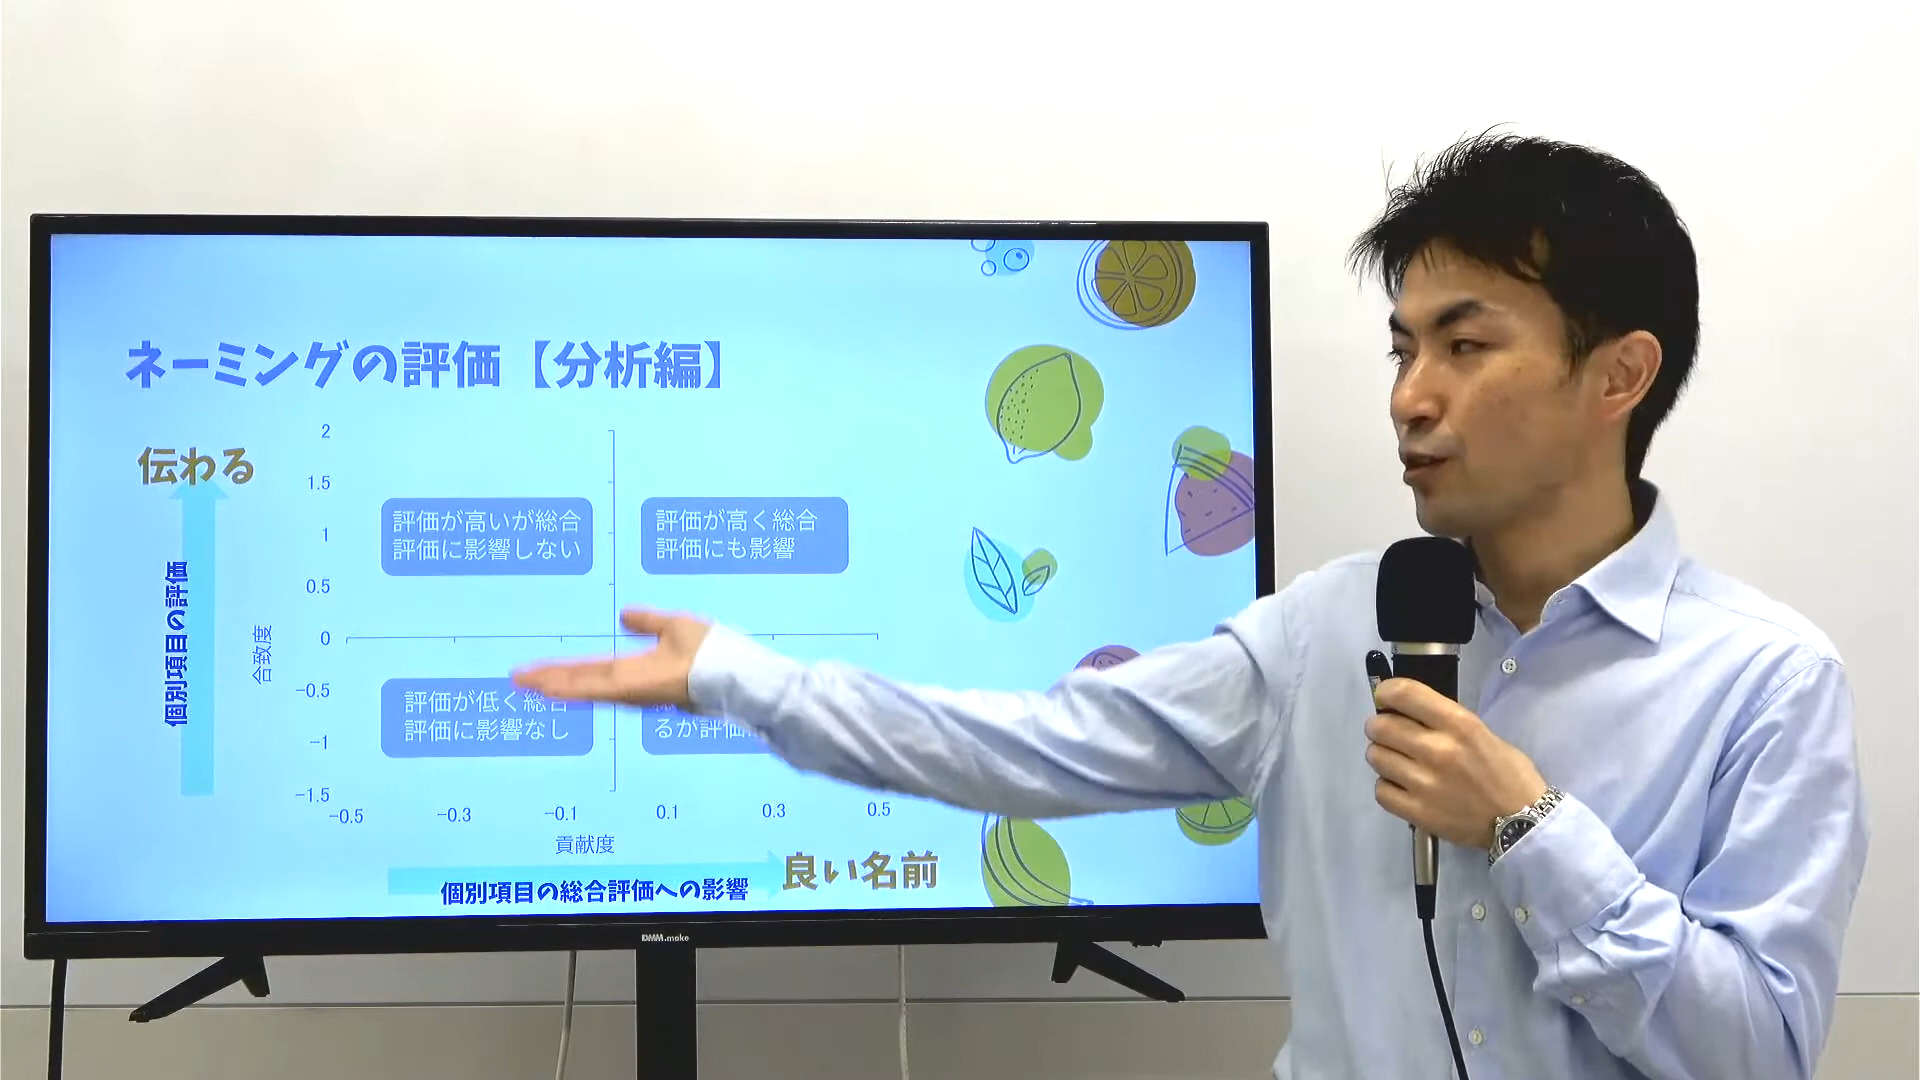 ネーミングの評価【分析編】
伝わる
個別項目の評価
合致度
2
1.5
1
0.5
0
-0.5
-1
-1.5
評価が高いが総合
評価に影響しない
評価が高く総合
評価にも影響
評価が低く総合
評価に影響なし
るが評価
-0.5
-0.3
-0.1
0.1
0.3
0.5
貢献度
個別項目の総合評価への影響
良い名前
DMM.make